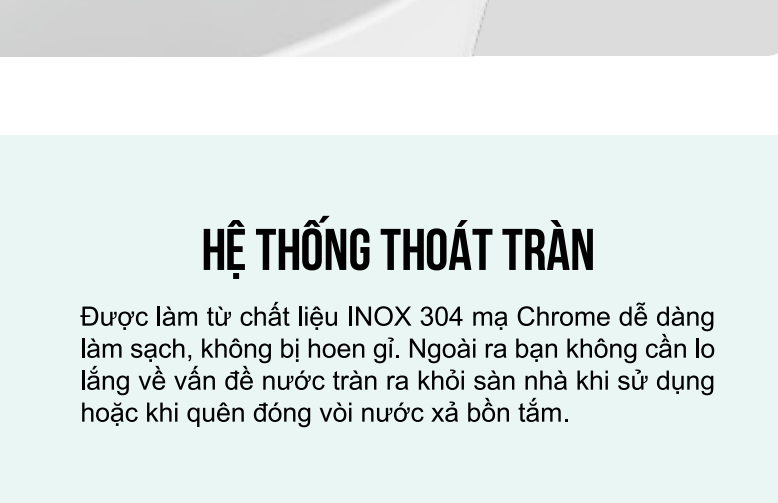 HỆ THỐNG THOÁT TRÀN
Được làm từ chất liệu INOX 304 mạ Chrome dễ dàng
làm sạch, không bị hoen gỉ. Ngoài ra bạn không cần lo
lắng về vấn đề nước tràn ra khỏi sàn nhà khi sử dụng
hoặc khi quên đóng vòi nước xả bồn tắm.